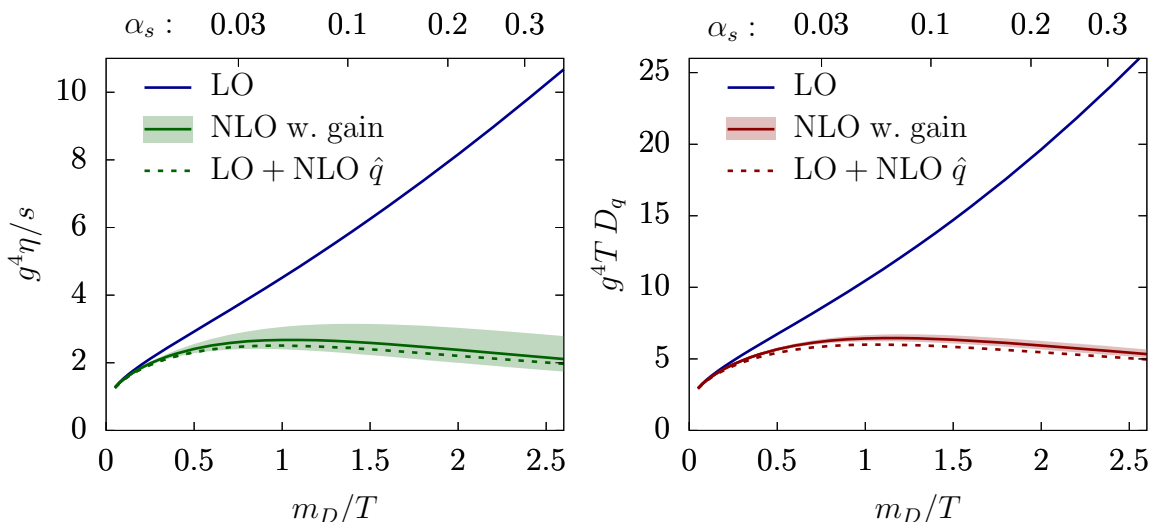 α_s : 0.03 0.1 0.2 0.3
LO
NLO w. gain
LO + NLO q̂
g⁴η/s
10
8
6
4
2
0
0 0.5 1 1.5 2 2.5
m_D/T
α_s : 0.03 0.1 0.2 0.3
LO
NLO w. gain
LO + NLO q̂
g⁴T D_q
25
20
15
10
5
0
0 0.5 1 1.5 2 2.5
m_D/T